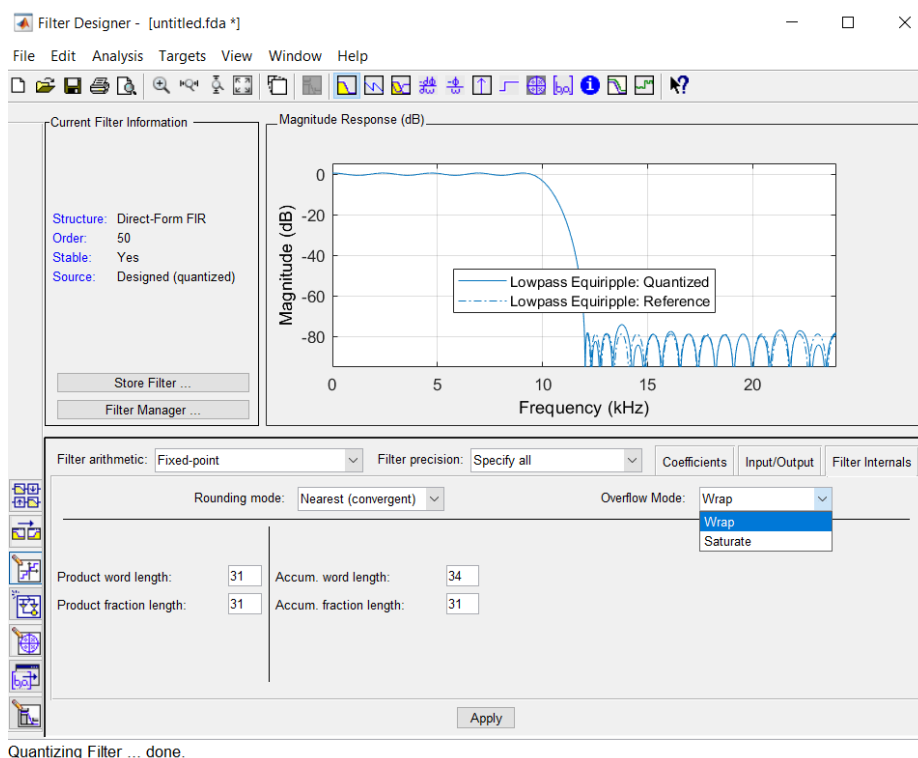 Filter Designer - [untitled.fda *]
File Edit Analysis Targets View Window Help
Current Filter Information
Structure: Direct-Form FIR
Order: 50
Stable: Yes
Source: Designed (quantized)
Store Filter ...
Filter Manager ...
Magnitude Response (dB)
Magnitude (dB)
0
-20
-40
-60
-80
Lowpass Equiripple: Quantized
Lowpass Equiripple: Reference
0 5 10 15 20
Frequency (kHz)
Filter arithmetic: Fixed-point Filter precision: Specify all Coefficients Input/Output Filter Internals
Rounding mode: Nearest (convergent) Overflow Mode: Wrap
Wrap
Saturate
Product word length: 31 Accum. word length: 34
Product fraction length: 31 Accum. fraction length: 31
Apply
Quantizing Filter ... done.